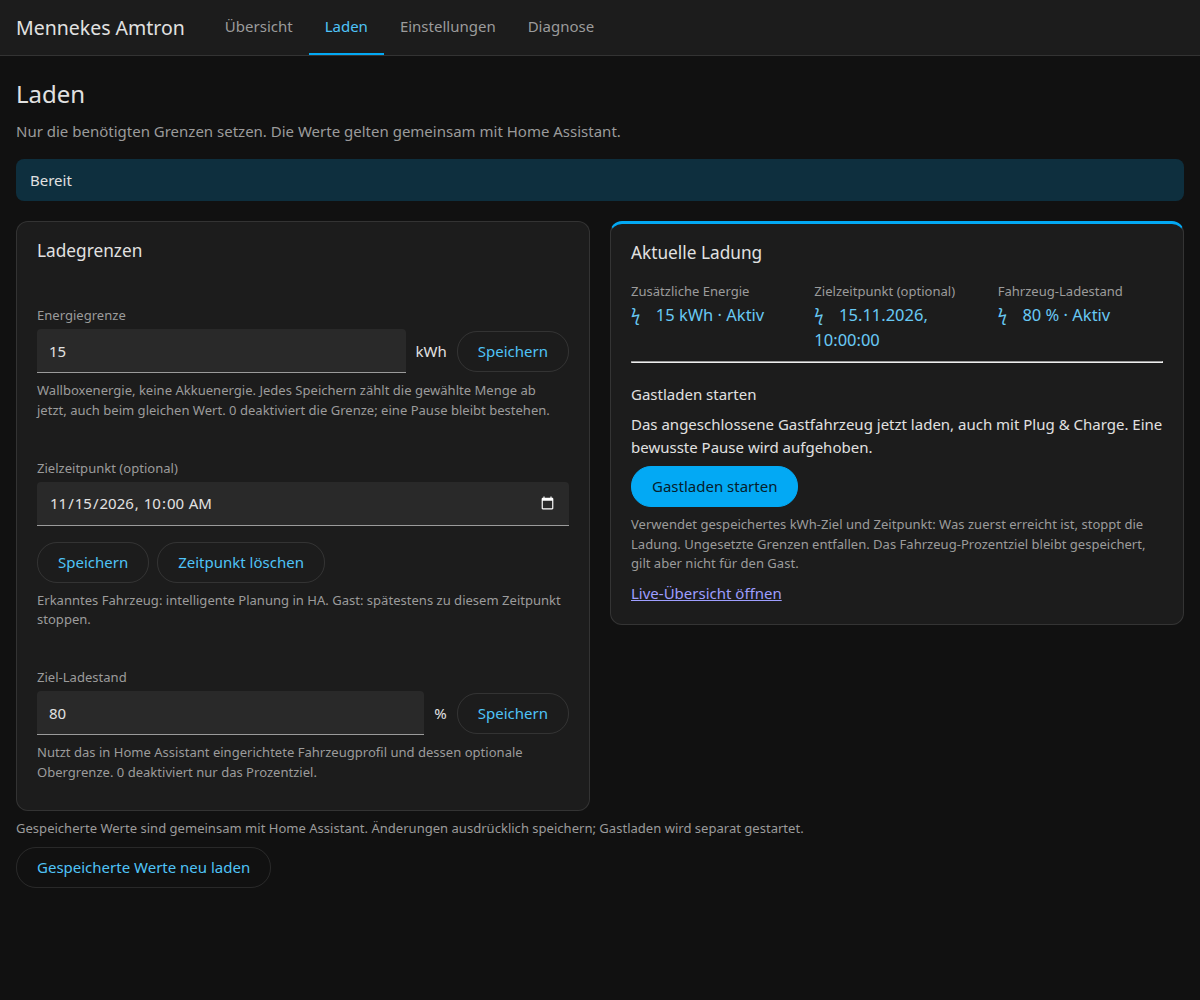 Mennekes Amtron
Übersicht
Laden
Einstellungen
Diagnose
Laden
Nur die benötigten Grenzen setzen. Die Werte gelten gemeinsam mit Home Assistant.
Bereit
Ladegrenzen
Energiegrenze
15
kWh
Speichern
Wallboxenergie, keine Akkuenergie. Jedes Speichern zählt die gewählte Menge ab
jetzt, auch beim gleichen Wert. 0 deaktiviert die Grenze; eine Pause bleibt bestehen.
Zielzeitpunkt (optional)
11/15/2026, 10:00 AM
Speichern
Zeitpunkt löschen
Erkanntes Fahrzeug: intelligente Planung in HA. Gast: spätestens zu diesem Zeitpunkt
stoppen.
Ziel-Ladestand
80
%
Speichern
Nutzt das in Home Assistant eingerichtete Fahrzeugprofil und dessen optionale
Obergrenze. 0 deaktiviert nur das Prozentziel.
Aktuelle Ladung
Zusätzliche Energie
15 kWh · Aktiv
Zielzeitpunkt (optional)
15.11.2026,
10:00:00
Fahrzeug-Ladestand
80 % · Aktiv
Gastladen starten
Das angeschlossene Gastfahrzeug jetzt laden, auch mit Plug & Charge. Eine
bewusste Pause wird aufgehoben.
Gastladen starten
Verwendet gespeichertes kWh-Ziel und Zeitpunkt: Was zuerst erreicht ist, stoppt die
Ladung. Ungesetzte Grenzen entfallen. Das Fahrzeug-Prozentziel bleibt gespeichert,
gilt aber nicht für den Gast.
Live-Übersicht öffnen
Gespeicherte Werte sind gemeinsam mit Home Assistant. Änderungen ausdrücklich speichern; Gastladen wird separat gestartet.
Gespeicherte Werte neu laden